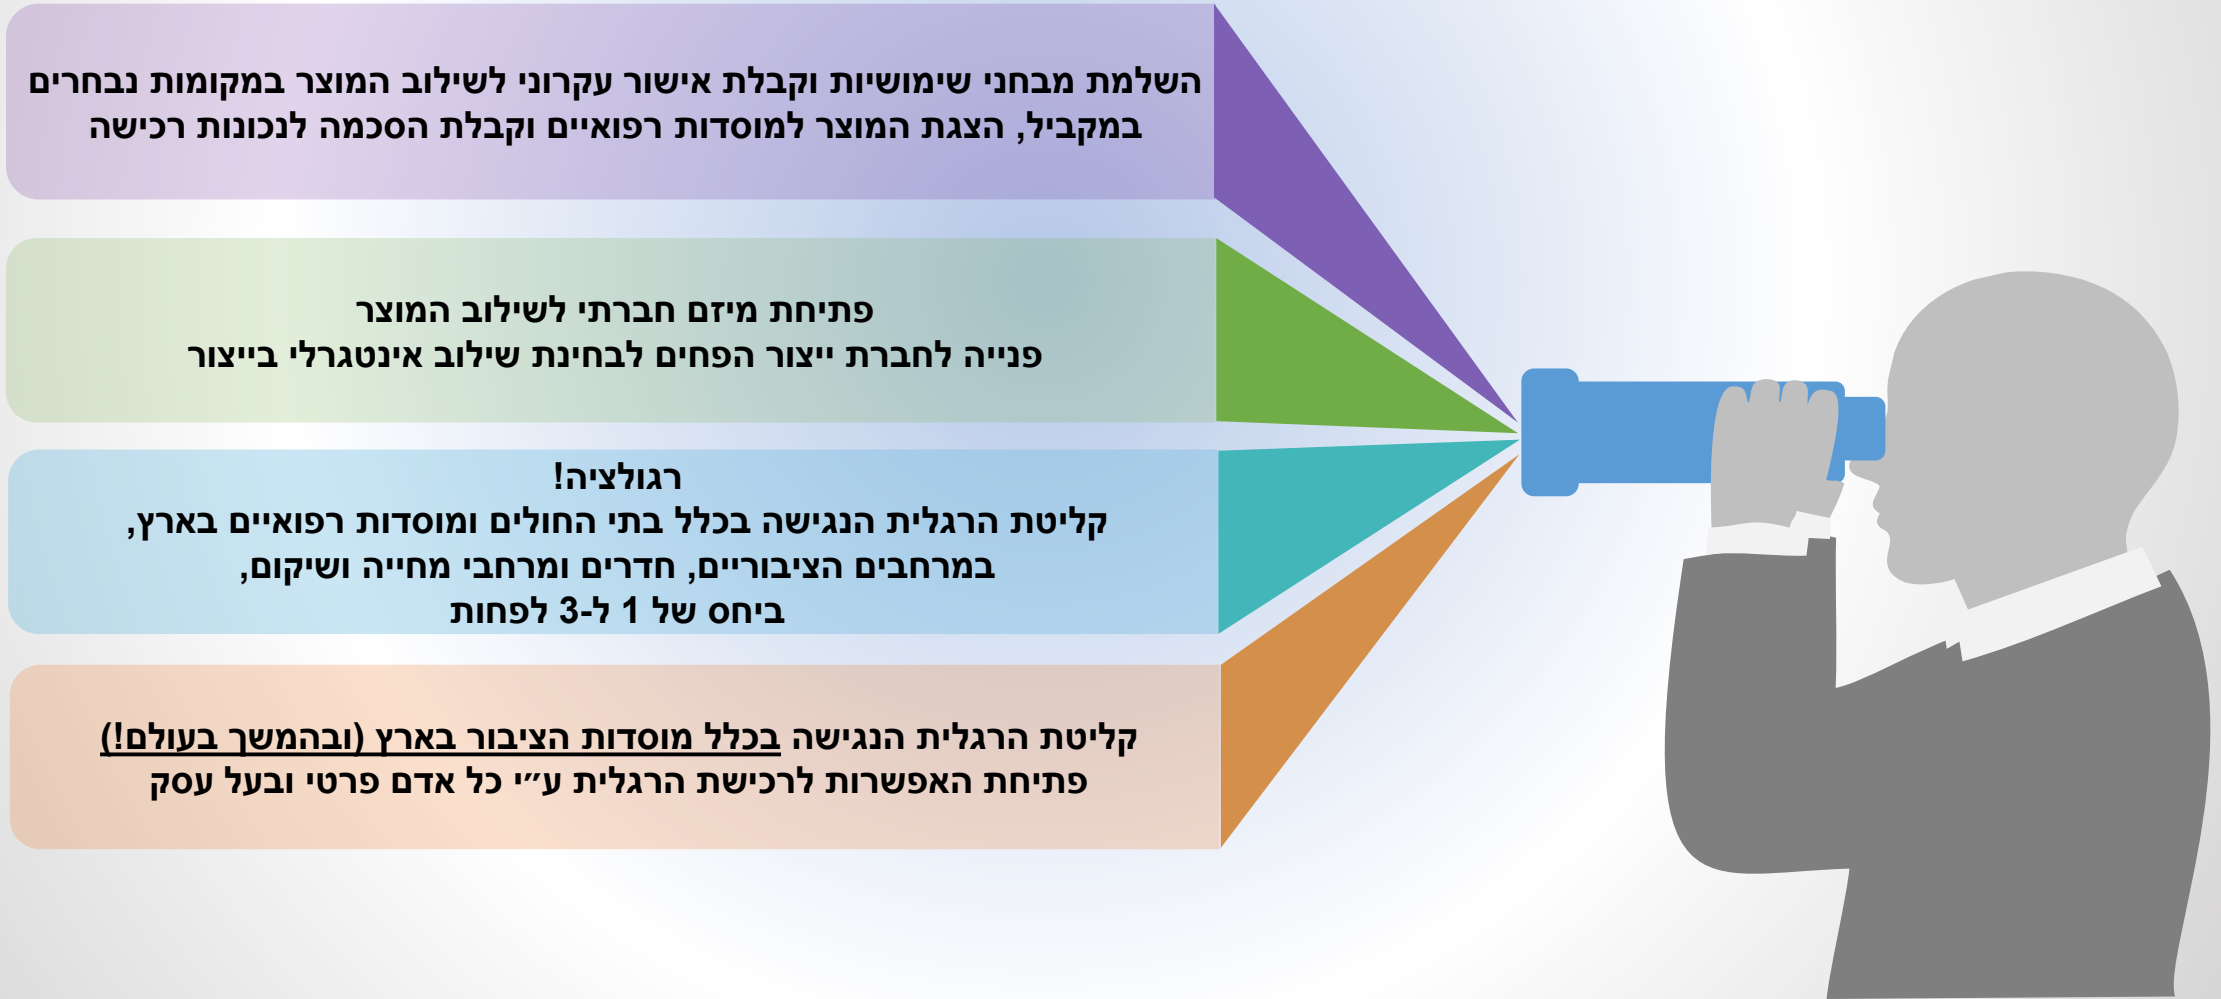 השלמת מבחני שימושיות וקבלת אישור עקרוני לשילוב המוצר במקומות נבחרים
במקביל, הצגת המוצר למוסדות רפואיים וקבלת הסכמה לנכונות רכישה
פתיחת מיזם חברתי לשילוב המוצר
פנייה לחברת ייצור הפחים לבחינת שילוב אינטגרלי בייצור
רגולציה!
קליטת הרגלית הנגישה בכלל בתי החולים ומוסדות רפואיים בארץ,
במרחבים הציבוריים, חדרים ומרחבי מחייה ושיקום,
ביחס של 1 ל-3 לפחות
קליטת הרגלית הנגישה בכלל מוסדות הציבור בארץ (ובהמשך בעולם!)
פתיחת האפשרות לרכישת הרגלית ע״י כל אדם פרטי ובעל עסק